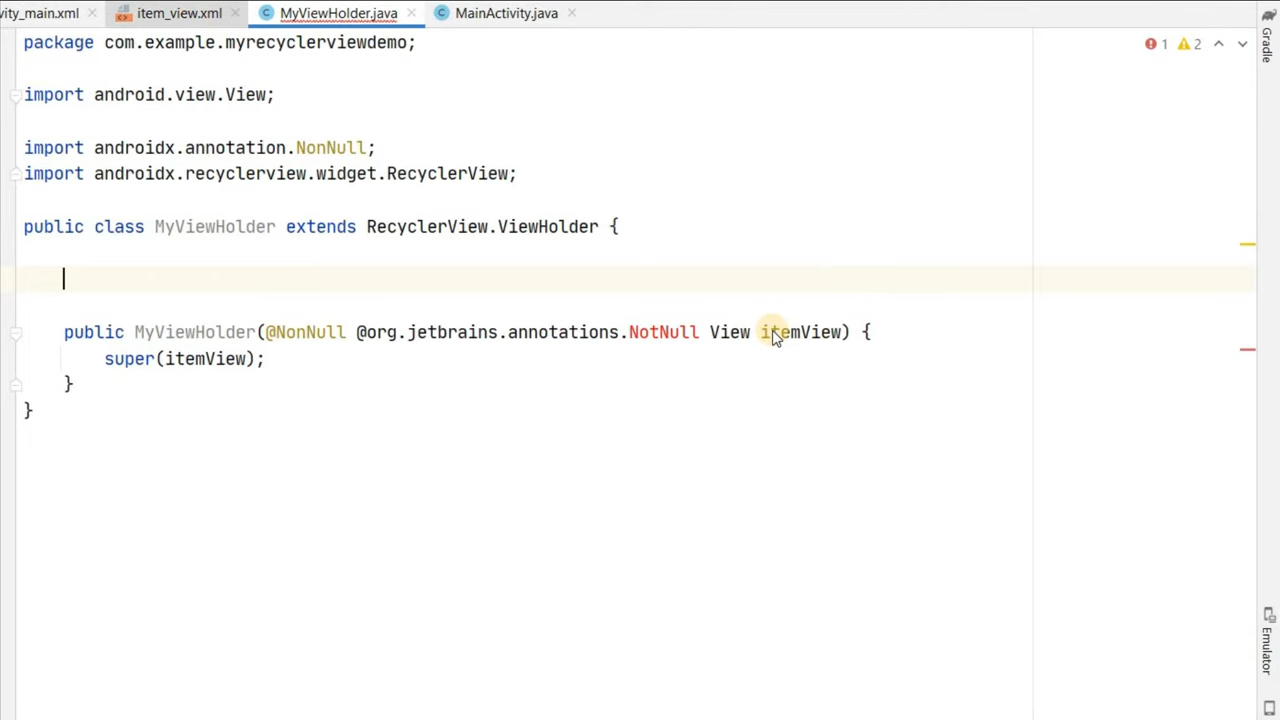 vity_main.xml item_view.xml MyViewHolder.java MainActivity.java
package com.example.myrecyclerviewdemo;
1 2
Gradle
import android.view.View;
import androidx.annotation.NonNull;
import androidx.recyclerview.widget.RecyclerView;
public class MyViewHolder extends RecyclerView.ViewHolder {
public MyViewHolder(@NonNull @org.jetbrains.annotations.NotNull View itemView) {
super(itemView);
}
}
Emulator